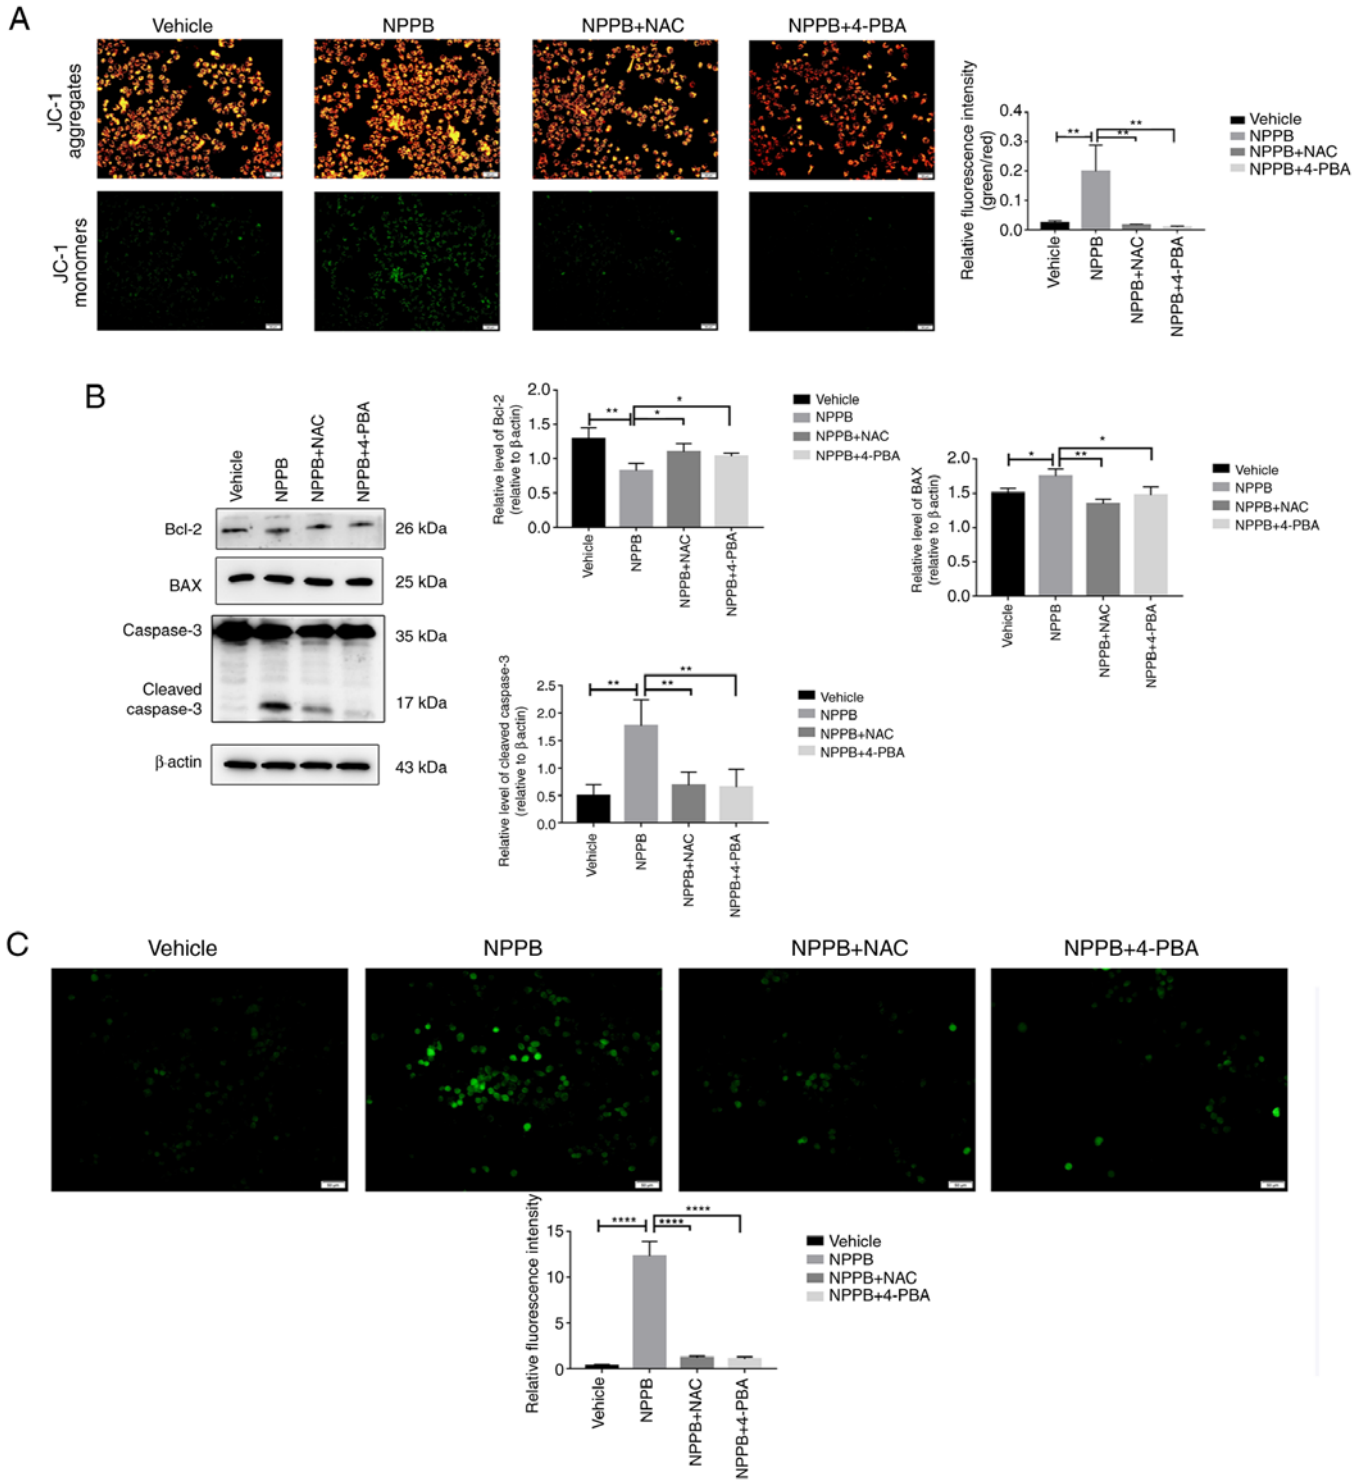 A
Vehicle
NPPB
NPPB+NAC
NPPB+4-PBA
JC-1
aggregates
JC-1
monomers
Relative fluorescence intensity
(green/red)
0.4
0.3
0.2
0.1
0.0
**
**
**
Vehicle
NPPB
NPPB+NAC
NPPB+4-PBA
Vehicle
NPPB
NPPB+NAC
NPPB+4-PBA
B
Vehicle
NPPB
NPPB+NAC
NPPB+4-PBA
Bcl-2
26 kDa
BAX
25 kDa
Caspase-3
35 kDa
Cleaved
caspase-3
17 kDa
β-actin
43 kDa
Relative level of Bcl-2
(relative to β-actin)
2.0
1.5
1.0
0.5
0.0
**
*
*
Vehicle
NPPB
NPPB+NAC
NPPB+4-PBA
Vehicle
NPPB
NPPB+NAC
NPPB+4-PBA
Relative level of BAX
(relative to β-actin)
2.0
1.5
1.0
0.5
0.0
*
**
*
Vehicle
NPPB
NPPB+NAC
NPPB+4-PBA
Vehicle
NPPB
NPPB+NAC
NPPB+4-PBA
Relative level of cleaved caspase-3
(relative to β-actin)
2.5
2.0
1.5
1.0
0.5
0.0
**
**
**
Vehicle
NPPB
NPPB+NAC
NPPB+4-PBA
Vehicle
NPPB
NPPB+NAC
NPPB+4-PBA
C
Vehicle
NPPB
NPPB+NAC
NPPB+4-PBA
50 µm
50 µm
50 µm
50 µm
Relative fluorescence intensity
15
10
5
0
****
****
****
Vehicle
NPPB
NPPB+NAC
NPPB+4-PBA
Vehicle
NPPB
NPPB+NAC
NPPB+4-PBA